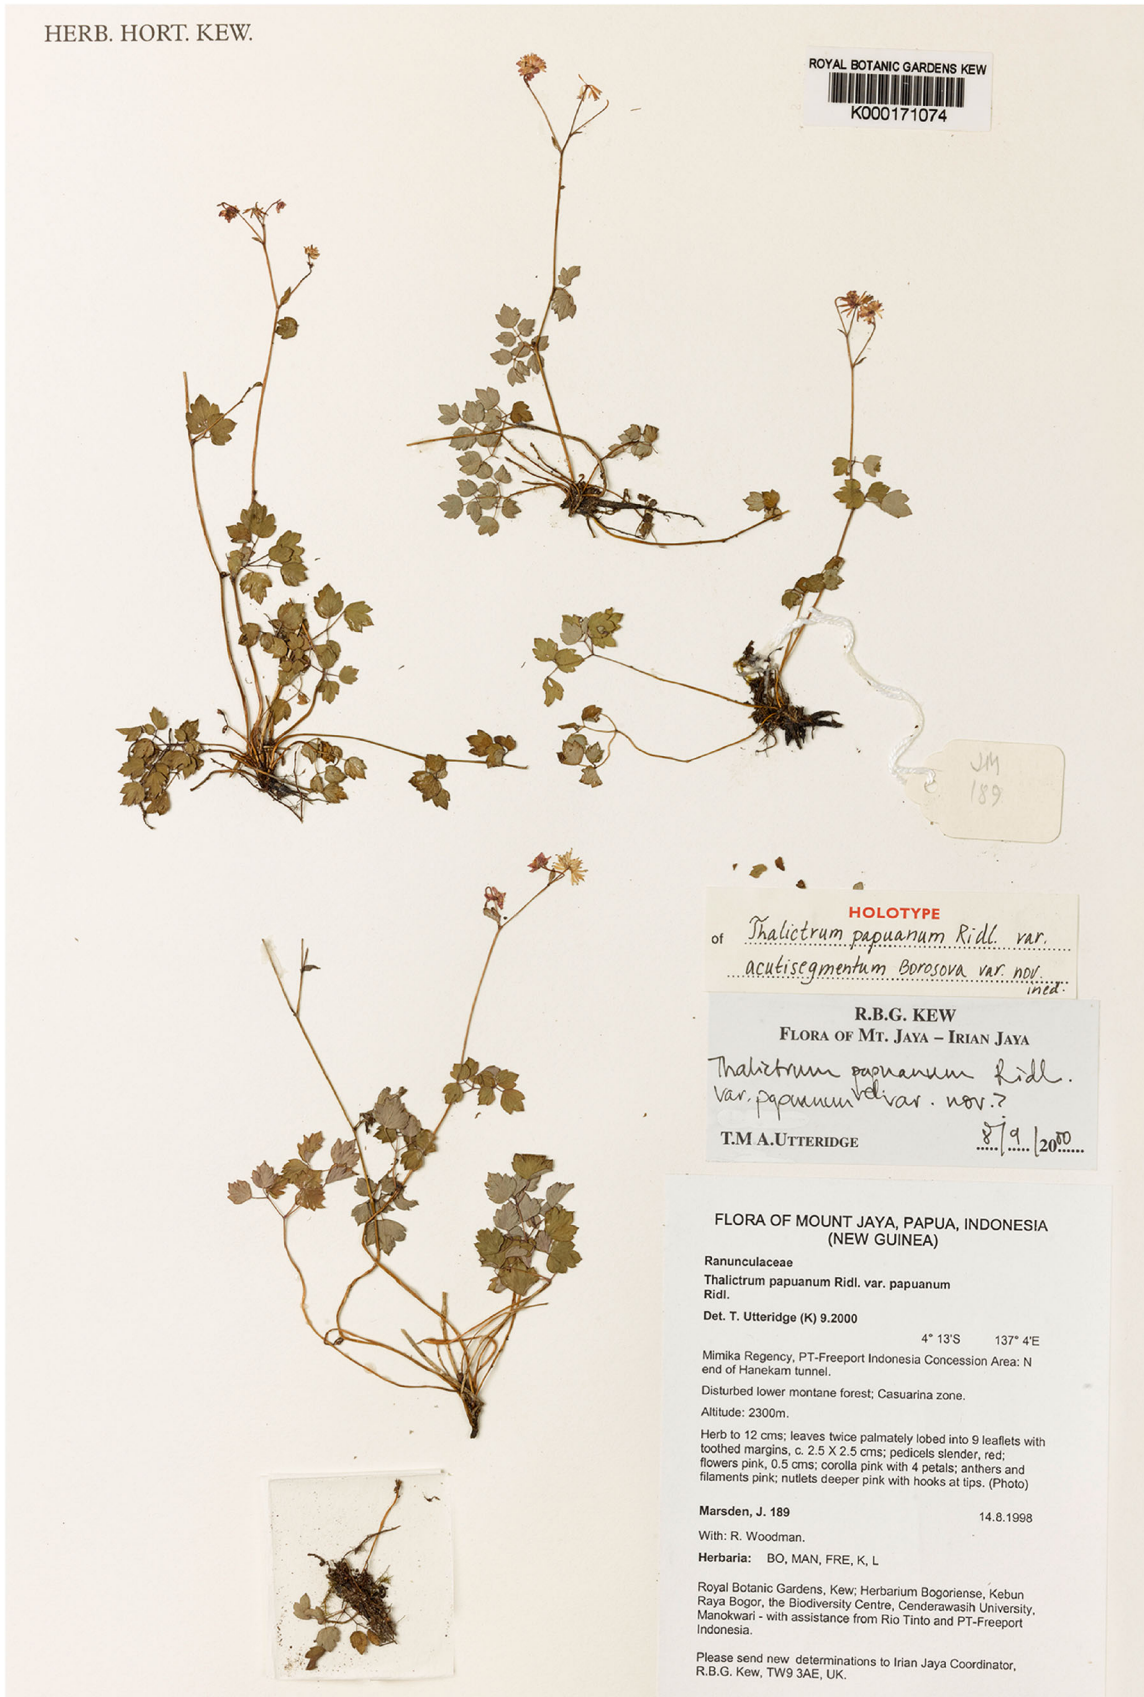 HERB. HORT. KEW.
ROYAL BOTANIC GARDENS KEW
K000171074
JM
189
HOLOTYPE
of Thalictrum papuanum Ridl. var.
acutisegmentum Borosova var. nov.
ined.
R.B.G. KEW
FLORA OF MT. JAYA – IRIAN JAYA
Thalictrum papuanum Ridl.
var. papuanum vel var. nov.?
T.M A.UTTERIDGE 8/9/2000
FLORA OF MOUNT JAYA, PAPUA, INDONESIA
(NEW GUINEA)
Ranunculaceae
Thalictrum papuanum Ridl. var. papuanum
Ridl.
Det. T. Utteridge (K) 9.2000
4° 13'S 137° 4'E
Mimika Regency, PT-Freeport Indonesia Concession Area: N
end of Hanekam tunnel.
Disturbed lower montane forest; Casuarina zone.
Altitude: 2300m.
Herb to 12 cms; leaves twice palmately lobed into 9 leaflets with
toothed margins, c. 2.5 X 2.5 cms; pedicels slender, red;
flowers pink, 0.5 cms; corolla pink with 4 petals; anthers and
filaments pink; nutlets deeper pink with hooks at tips. (Photo)
Marsden, J. 189 14.8.1998
With: R. Woodman.
Herbaria: BO, MAN, FRE, K, L
Royal Botanic Gardens, Kew; Herbarium Bogoriense, Kebun
Raya Bogor, the Biodiversity Centre, Cenderawasih University,
Manokwari - with assistance from Rio Tinto and PT-Freeport
Indonesia.
Please send new determinations to Irian Jaya Coordinator,
R.B.G. Kew, TW9 3AE, UK.